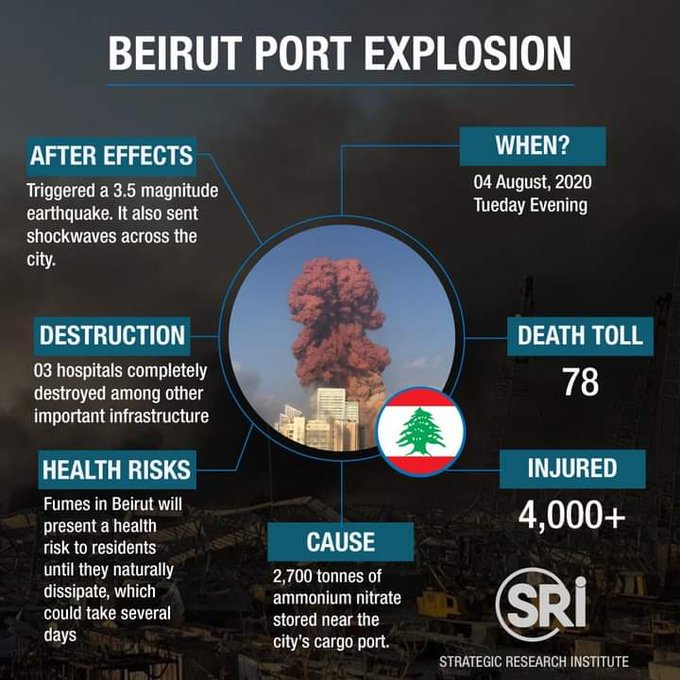 BEIRUT PORT EXPLOSION
AFTER EFFECTS
Triggered a 3.5 magnitude
earthquake. It also sent
shockwaves across the
city.
WHEN?
04 August, 2020
Tueday Evening
DESTRUCTION
03 hospitals completely
destroyed among other
important infrastructure
DEATH TOLL
78
HEALTH RISKS
Fumes in Beirut will
present a health
risk to residents
until they naturally
dissipate, which
could take several
days
INJURED
4,000+
CAUSE
2,700 tonnes of
ammonium nitrate
stored near the
city's cargo port.
SRi
STRATEGIC RESEARCH INSTITUTE